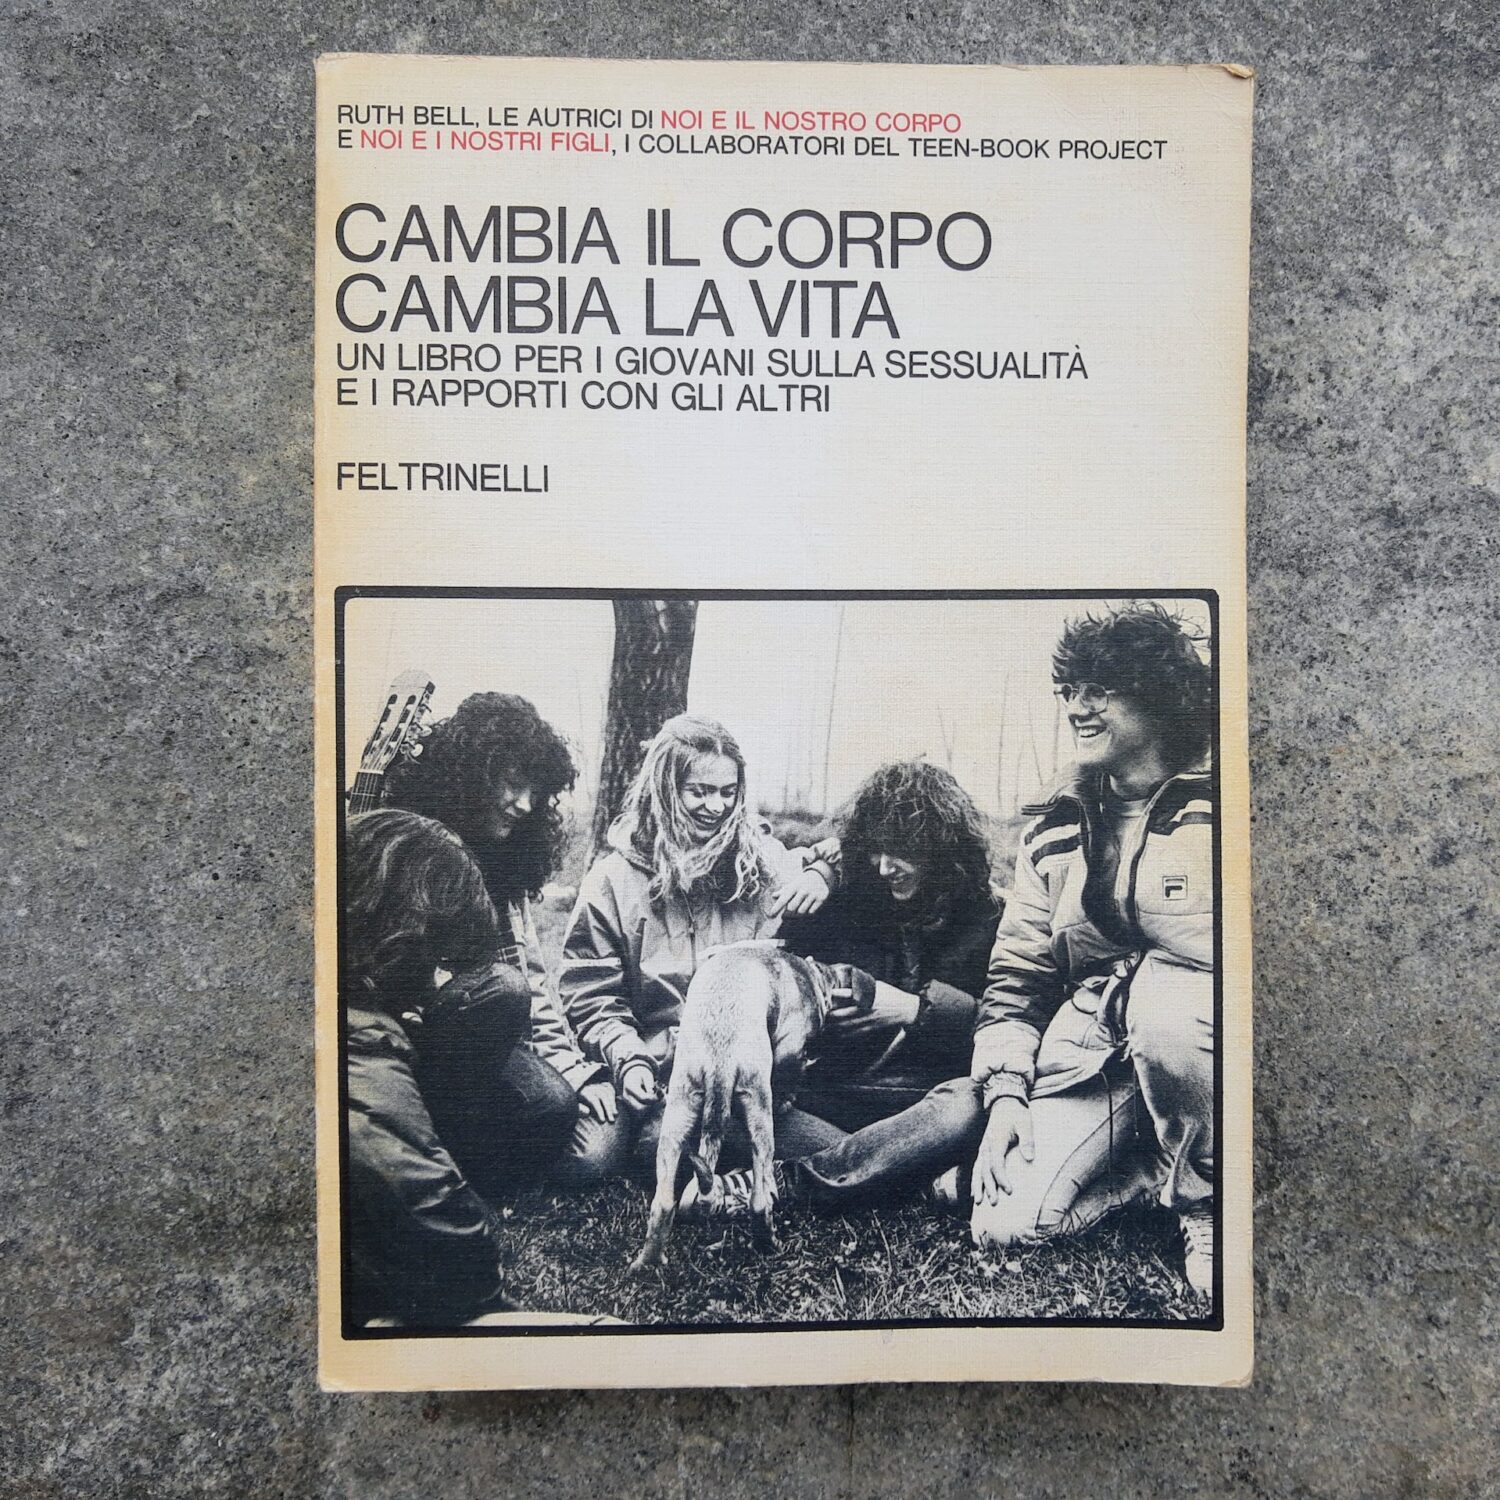 RUTH BELL, LE AUTRICI DI NOI E IL NOSTRO CORPO
E NOI E I NOSTRI FIGLI, I COLLABORATORI DEL TEEN-BOOK PROJECT
CAMBIA IL CORPO
CAMBIA LA VITA
UN LIBRO PER I GIOVANI SULLA SESSUALITÀ
E I RAPPORTI CON GLI ALTRI
FELTRINELLI